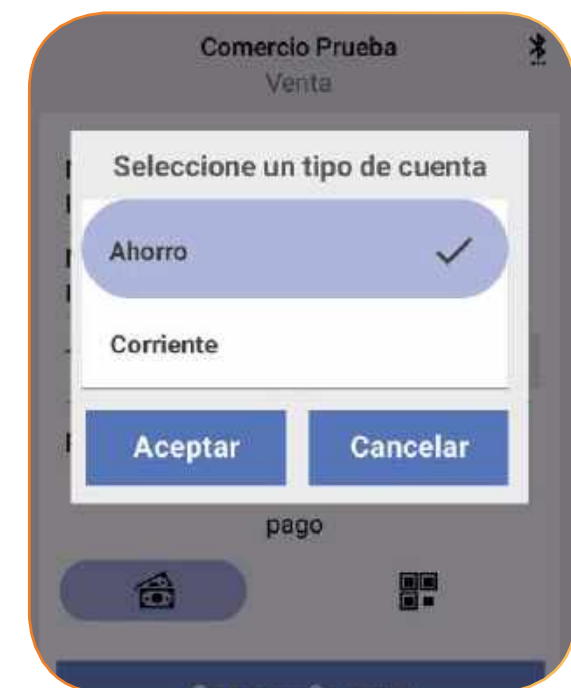 Comercio Prueba
Venta
Seleccione un tipo de cuenta
Ahorro
Corriente
Aceptar
Cancelar
pago